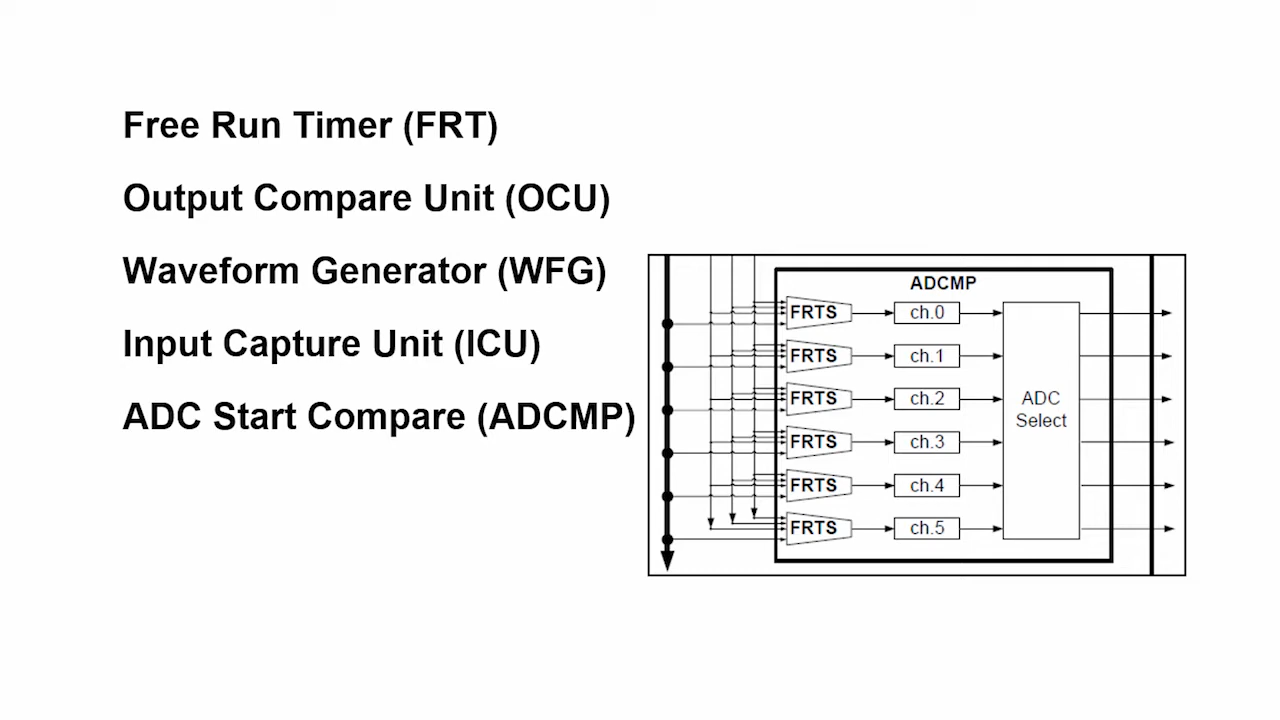 Free Run Timer (FRT)
Output Compare Unit (OCU)
Waveform Generator (WFG)
Input Capture Unit (ICU)
ADC Start Compare (ADCMP)
ADCMP
FRTS ch.0
FRTS ch.1
FRTS ch.2
FRTS ch.3
FRTS ch.4
FRTS ch.5
ADC
Select